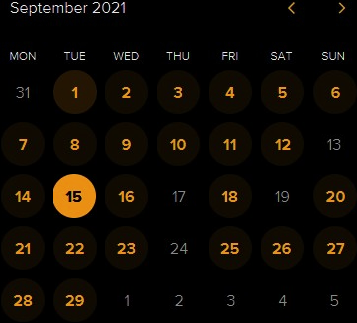 September 2021
MON TUE WED THU FRI SAT SUN
31 1 2 3 4 5 6
7 8 9 10 11 12 13
14 15 16 17 18 19 20
21 22 23 24 25 26 27
28 29 1 2 3 4 5